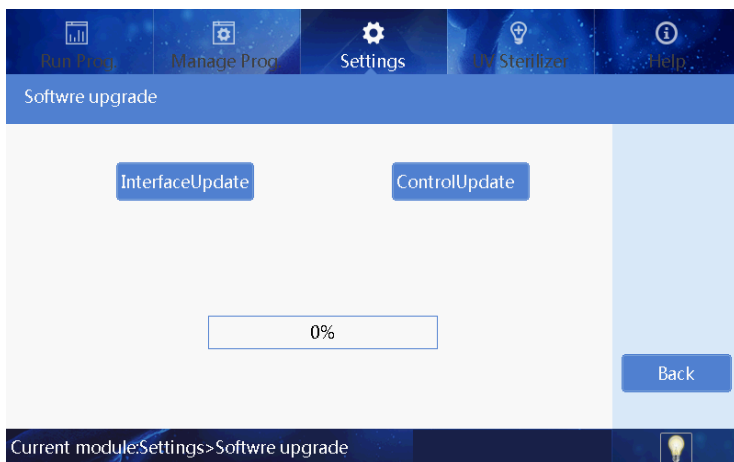 Run Prog.
Manage Prog.
Settings
UV Sterilizer
Help
Softwre upgrade
InterfaceUpdate
ControlUpdate
0%
Back
Current module:Settings>Softwre upgrade